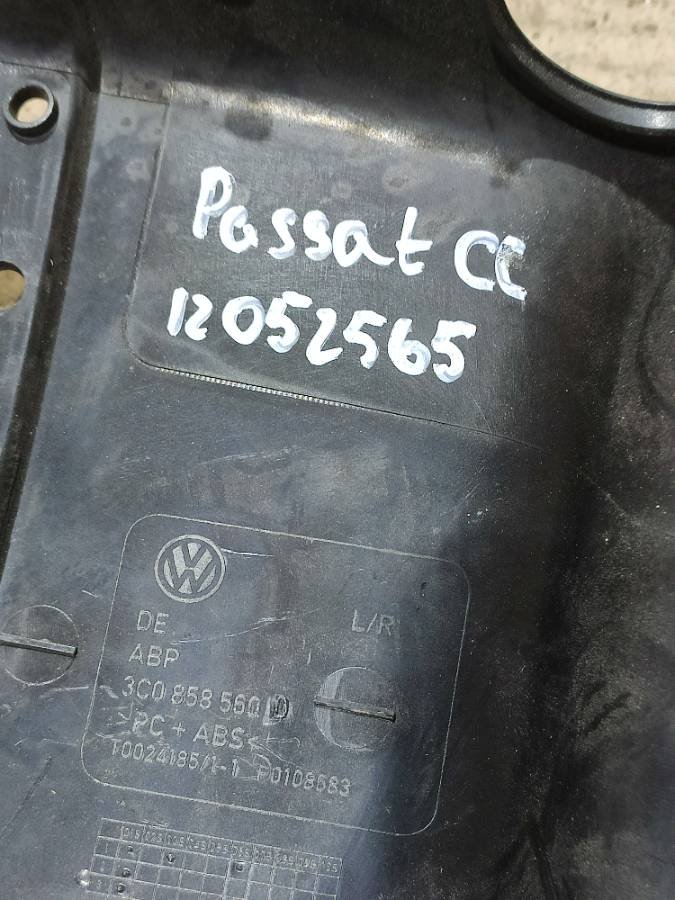 Passat CC
12052565
DE L/R
ABP
3C0 858 560 D
>PC + ABS<
T0024185/1-1 P0108583